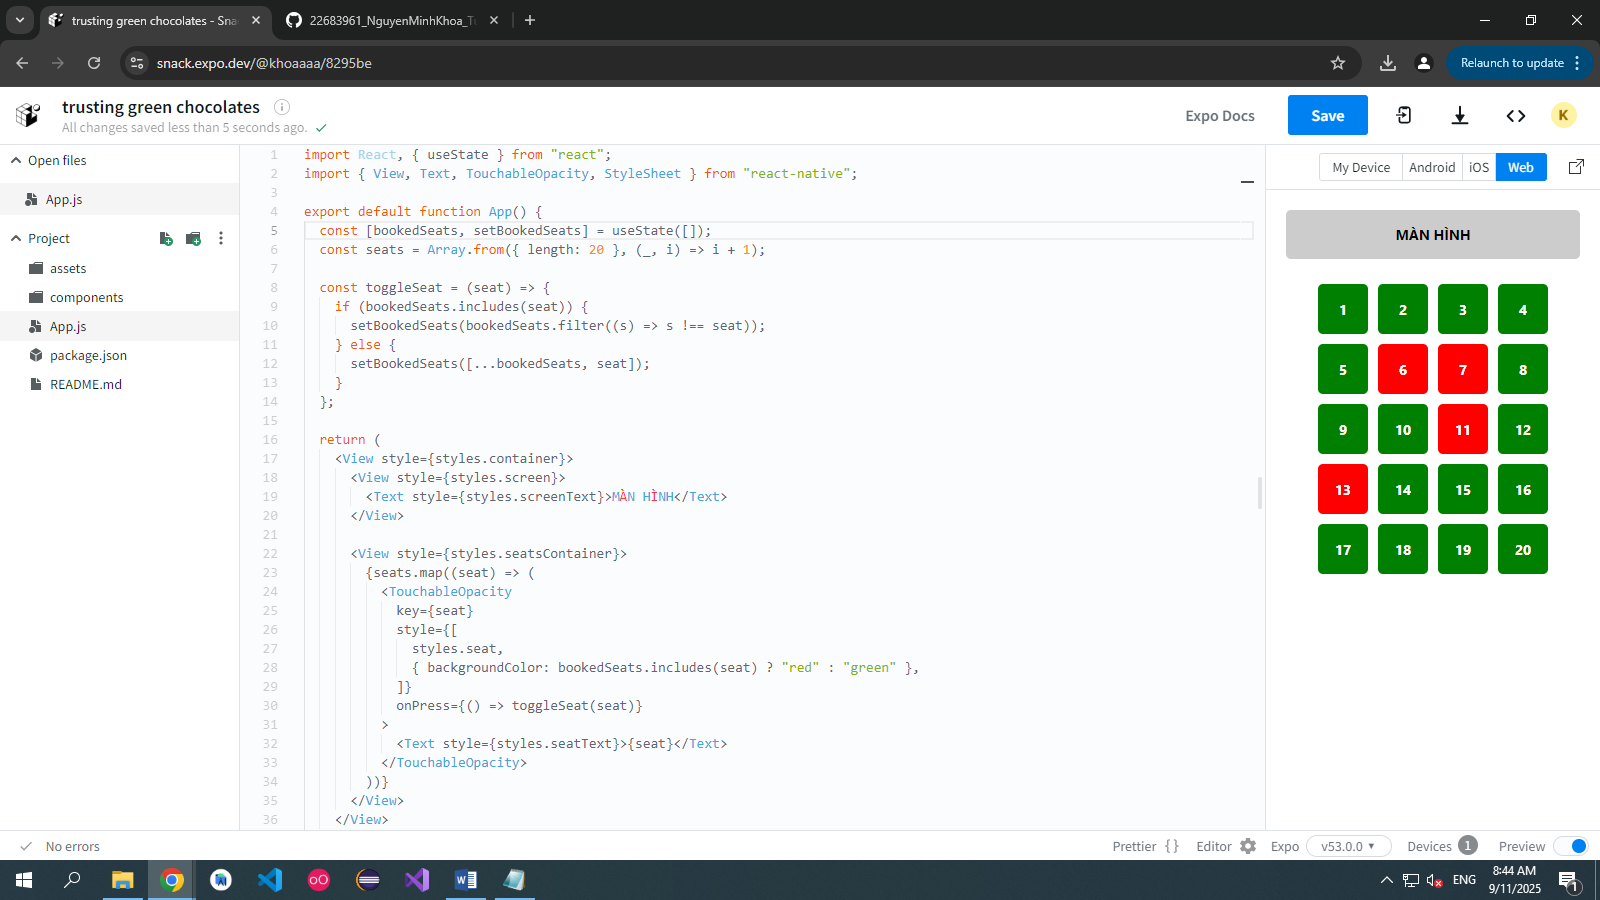 trusting green chocolates - Sna
22683961_NguyenMinhKhoa_T
snack.expo.dev/@khoaaaa/8295be
Relaunch to update
trusting green chocolates
All changes saved less than 5 seconds ago.
Expo Docs
Save
K
Open files
App.js
Project
assets
components
App.js
package.json
README.md
1 import React, { useState } from "react";
2 import { View, Text, TouchableOpacity, StyleSheet } from "react-native";
3
4 export default function App() {
5 const [bookedSeats, setBookedSeats] = useState([]);
6 const seats = Array.from({ length: 20 }, (_, i) => i + 1);
7
8 const toggleSeat = (seat) => {
9 if (bookedSeats.includes(seat)) {
10 setBookedSeats(bookedSeats.filter((s) => s !== seat));
11 } else {
12 setBookedSeats([...bookedSeats, seat]);
13 }
14 };
15
16 return (
17 <View style={styles.container}>
18 <View style={styles.screen}>
19 <Text style={styles.screenText}>MÀN HÌNH</Text>
20 </View>
21
22 <View style={styles.seatsContainer}>
23 {seats.map((seat) => (
24 <TouchableOpacity
25 key={seat}
26 style={[
27 styles.seat,
28 { backgroundColor: bookedSeats.includes(seat) ? "red" : "green" },
29 ]}
30 onPress={() => toggleSeat(seat)}
31 >
32 <Text style={styles.seatText}>{seat}</Text>
33 </TouchableOpacity>
34 ))}
35 </View>
36 </View>
My Device Android iOS Web
MÀN HÌNH
1 2 3 4
5 6 7 8
9 10 11 12
13 14 15 16
17 18 19 20
No errors
Prettier {} Editor Expo v53.0.0 Devices 1 Preview
ENG
8:44 AM
9/11/2025
1